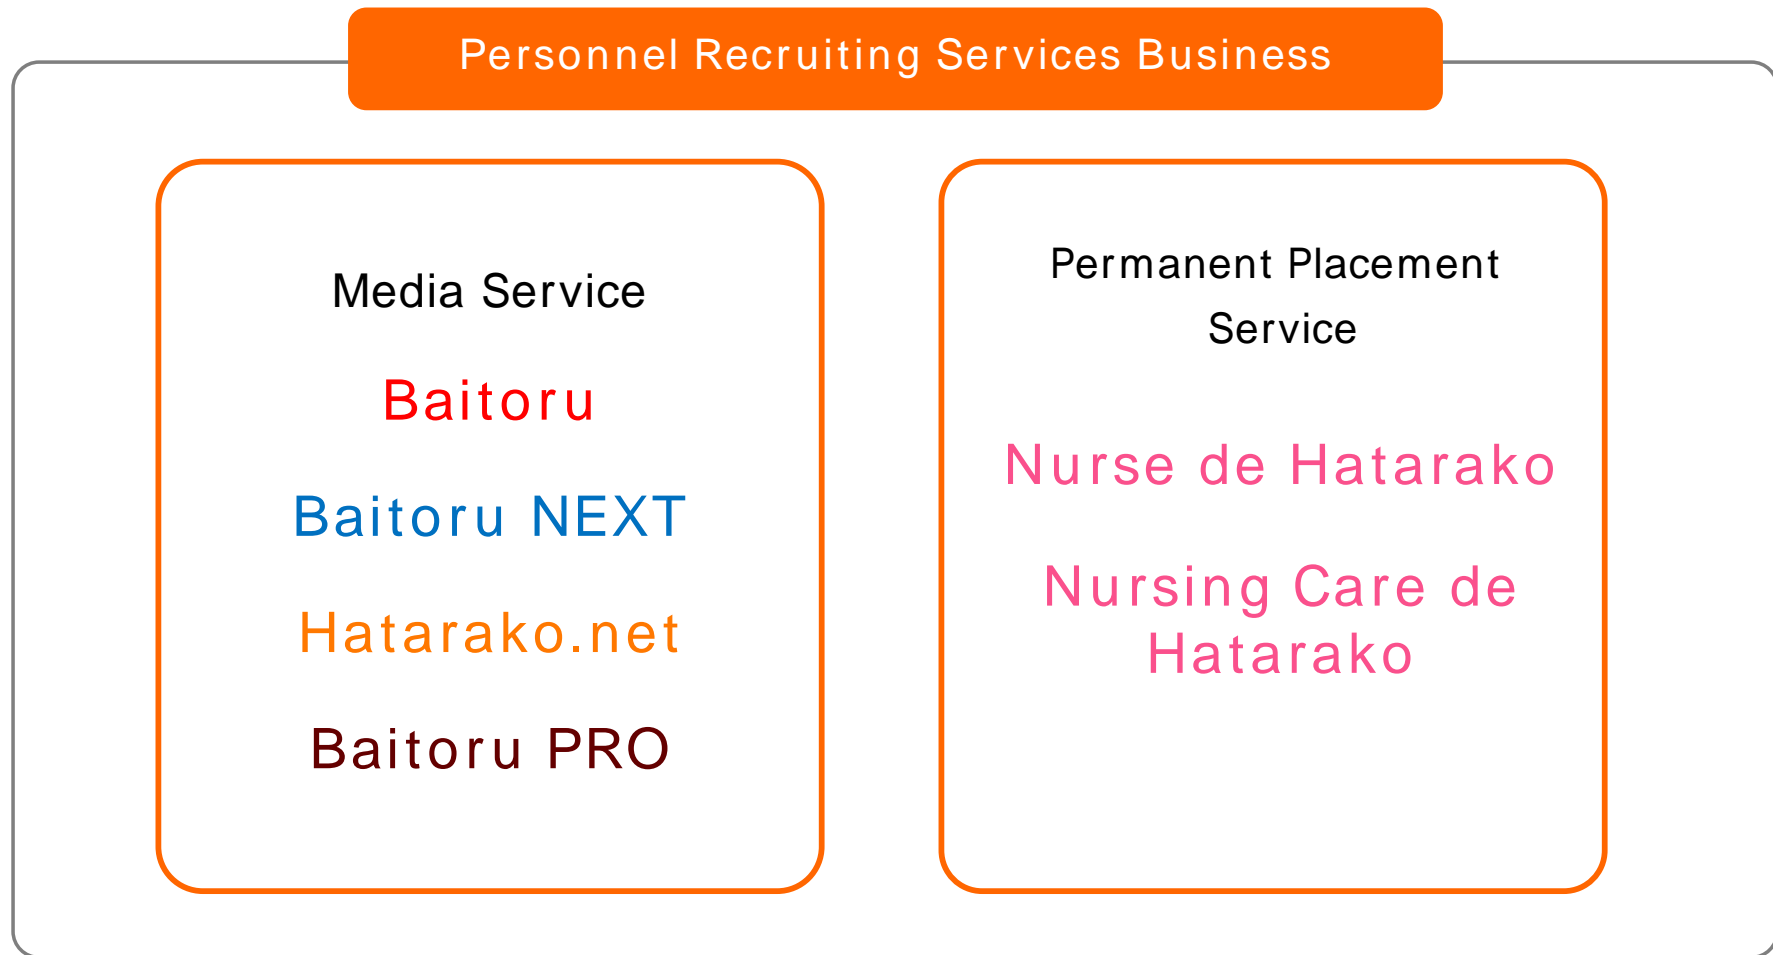 Personnel Recruiting Services Business
Media Service
Baitoru
Baitoru NEXT
Hatarako.net
Baitoru PRO
Permanent Placement
Service
Nurse de Hatarako
Nursing Care de
Hatarako